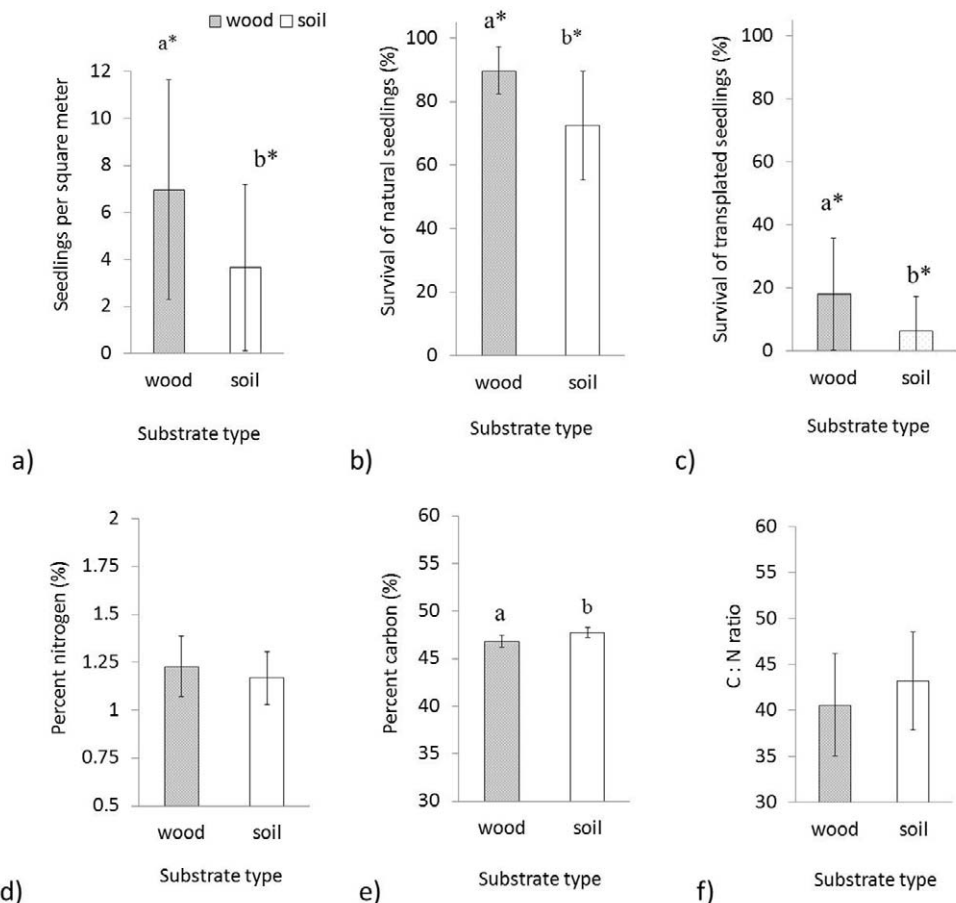 wood soil
a*
b*
Seedlings per square meter
12
10
8
6
4
2
0
wood soil
Substrate type
a)
a*
b*
Survival of natural seedlings (%)
100
80
60
40
20
0
wood soil
Substrate type
b)
a*
b*
Survival of transplated seedlings (%)
100
80
60
40
20
0
wood soil
Substrate type
c)
Percent nitrogen (%)
2
1.75
1.5
1.25
1
0.75
0.5
wood soil
Substrate type
d)
a
b
Percent carbon (%)
60
55
50
45
40
35
30
wood soil
Substrate type
e)
C : N ratio
60
55
50
45
40
35
30
wood soil
Substrate type
f)